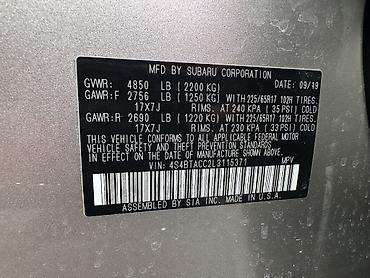 MFD BY SUBARU CORPORATION DATE: 09/19
GVWR: 4850 LB (2200 KG)
GAWR:F 2756 LB (1250 KG) WITH 225/65R17 102H TIRES.
17X7J RIMS. AT 240 KPA (35 PSI) COLD
GAWR:R 2690 LB (1220 KG) WITH 225/65R17 102H TIRES.
17X7J RIMS. AT 230 KPA (33 PSI) COLD
THIS VEHICLE CONFORMS TO ALL APPLICABLE FEDERAL MOTOR
VEHICLE SAFETY AND THEFT PREVENTION STANDARDS IN
EFFECT ON THE DATE OF MANUFACTURE SHOWN ABOVE.
VIN: 4S4BTACC2L3115371 MPV
ASSEMBLED BY SIA INC. MADE IN U.S.A.